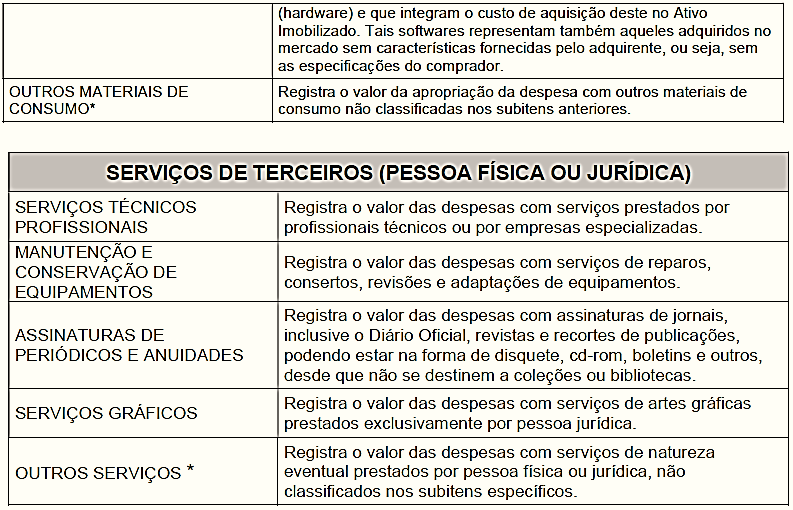 (hardware) e que integram o custo de aquisição deste no Ativo
Imobilizado. Tais softwares representam também aqueles adquiridos no
mercado sem características fornecidas pelo adquirente, ou seja, sem
as especificações do comprador.
OUTROS MATERIAIS DE
CONSUMO*
Registra o valor da apropriação da despesa com outros materiais de
consumo não classificadas nos subitens anteriores.
SERVIÇOS DE TERCEIROS (PESSOA FÍSICA OU JURÍDICA)
SERVIÇOS TÉCNICOS
PROFISSIONAIS
Registra o valor das despesas com serviços prestados por
profissionais técnicos ou por empresas especializadas.
MANUTENÇÃO E
CONSERVAÇÃO DE
EQUIPAMENTOS
Registra o valor das despesas com serviços de reparos,
consertos, revisões e adaptações de equipamentos.
ASSINATURAS DE
PERIÓDICOS E ANUIDADES
Registra o valor das despesas com assinaturas de jornais,
inclusive o Diário Oficial, revistas e recortes de publicações,
podendo estar na forma de disquete, cd-rom, boletins e outros,
desde que não se destinem a coleções ou bibliotecas.
SERVIÇOS GRÁFICOS
Registra o valor das despesas com serviços de artes gráficas
prestados exclusivamente por pessoa jurídica.
OUTROS SERVIÇOS *
Registra o valor das despesas com serviços de natureza
eventual prestados por pessoa física ou jurídica, não
classificados nos subitens específicos.